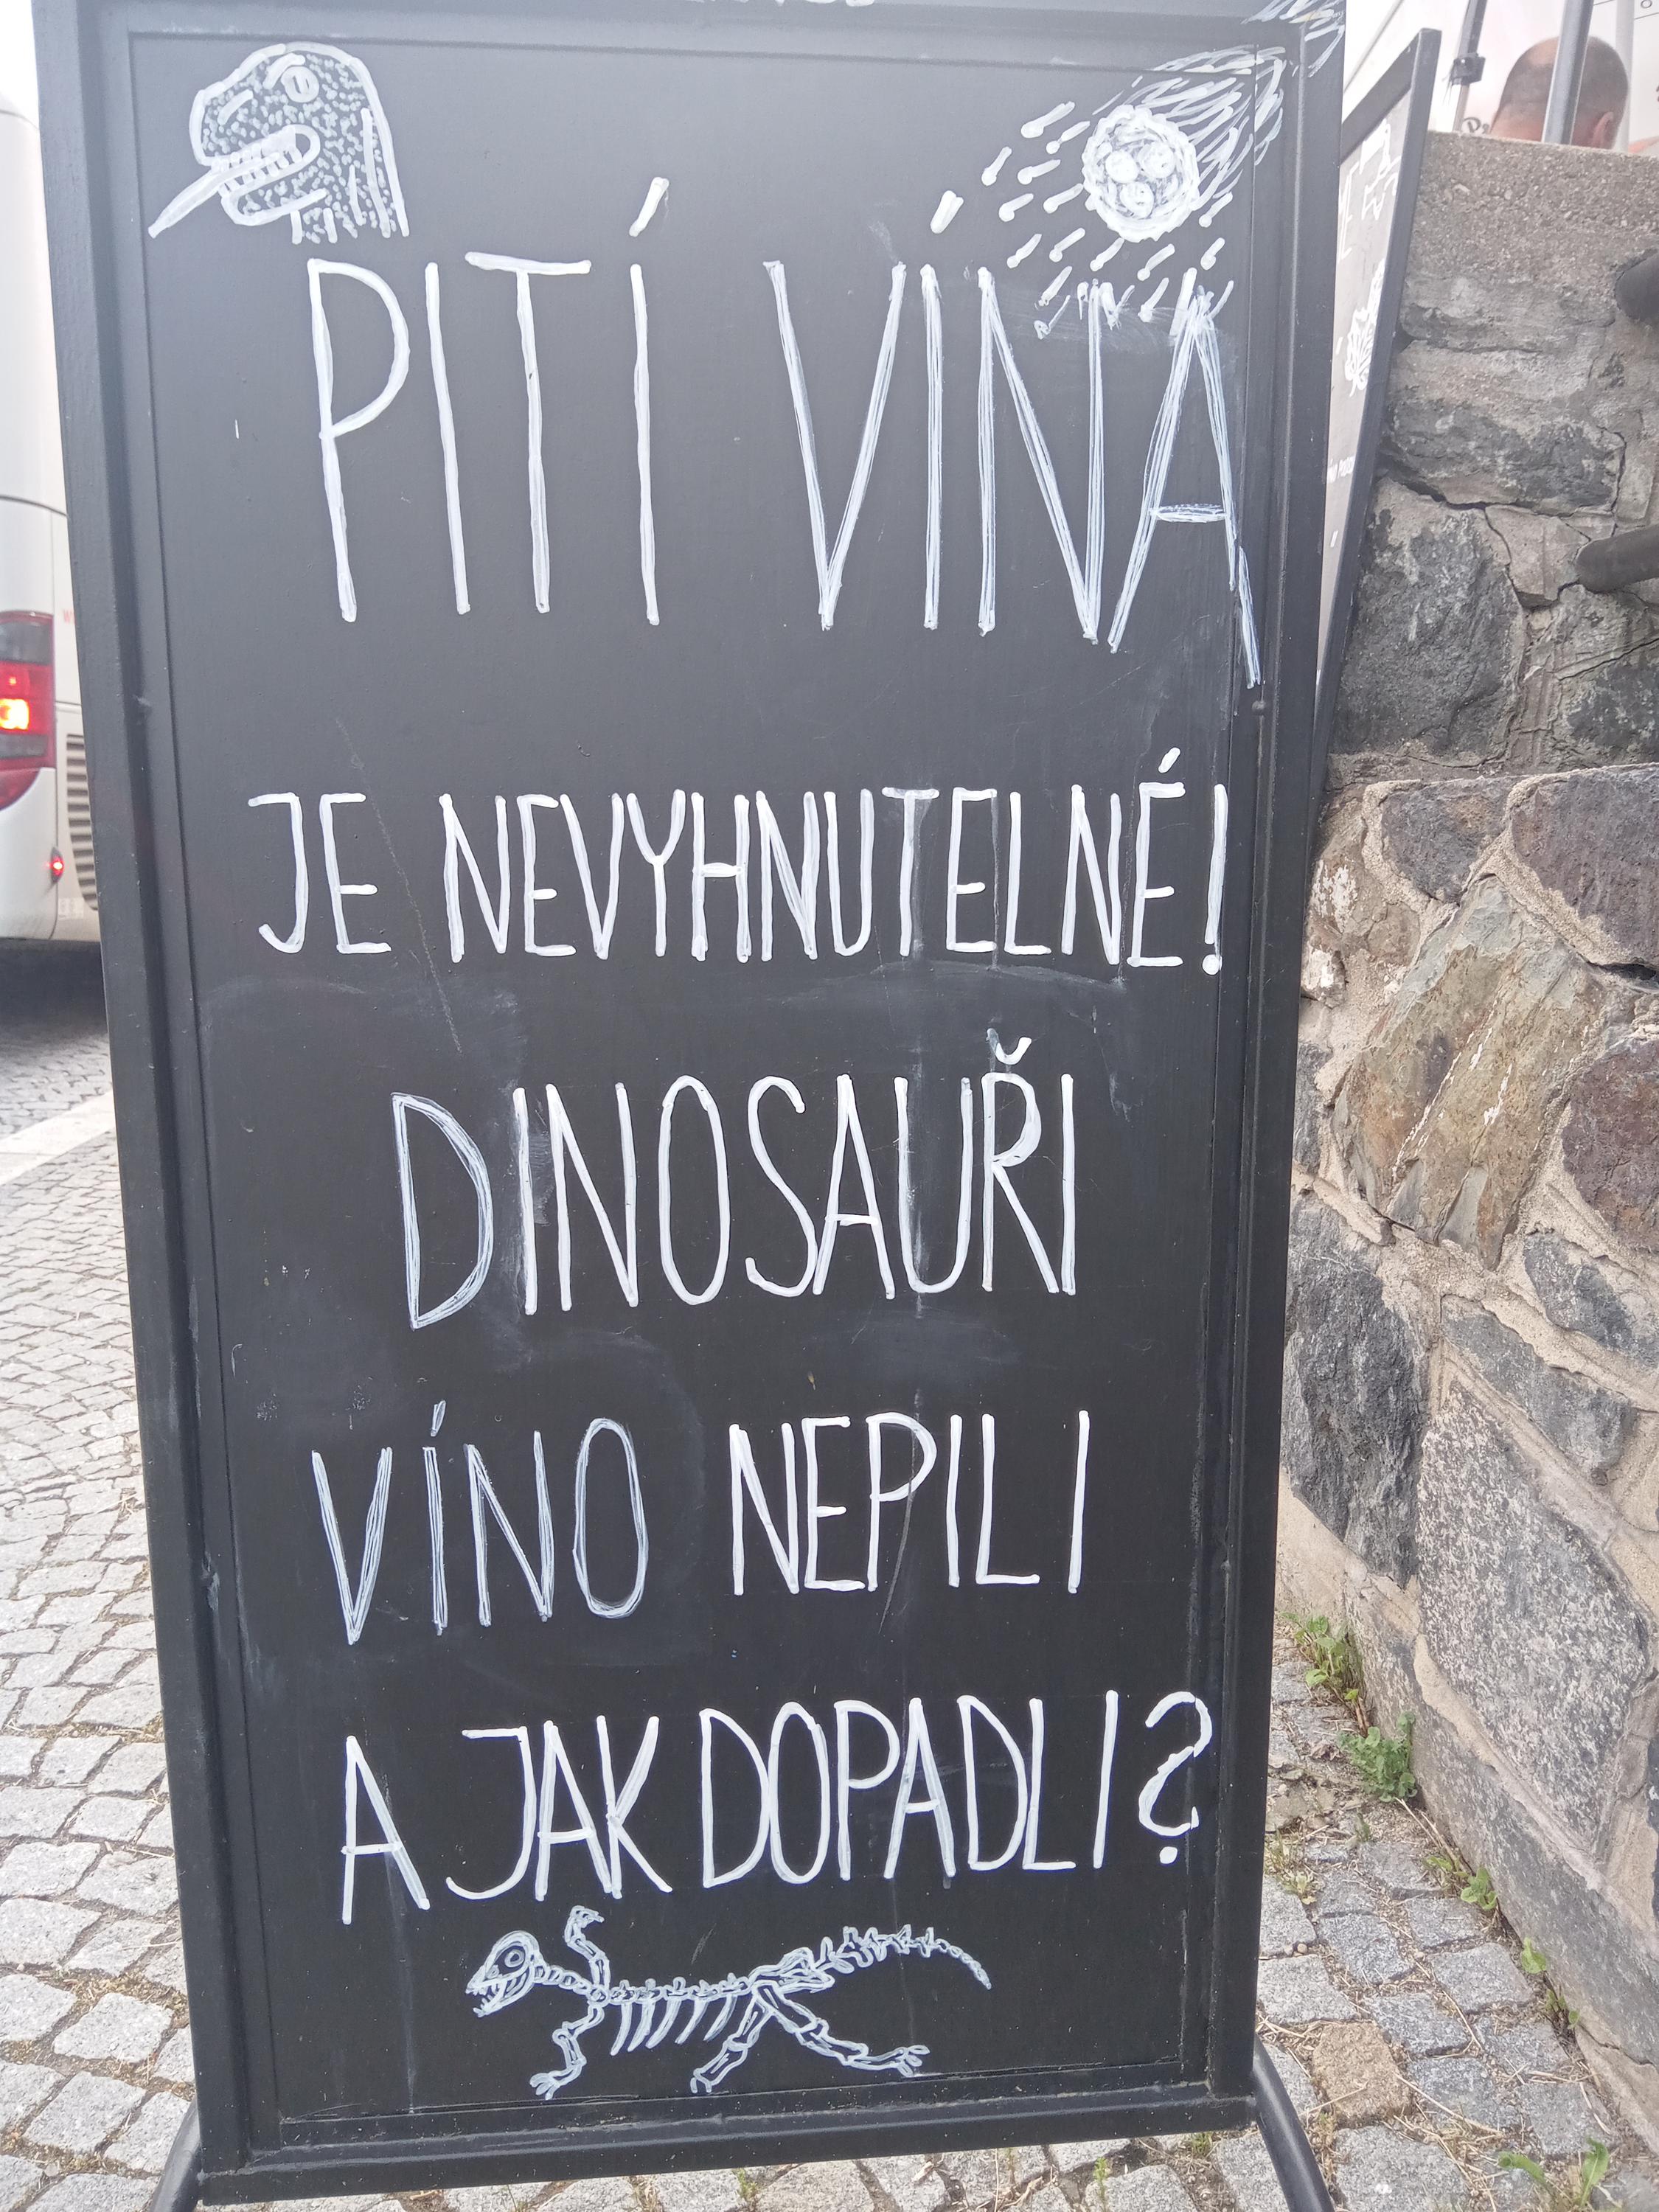 PITÍ VÍNA
JE NEVYHNUTELNÉ!
DINOSAUŘI
VÍNO NEPILI
A JAK DOPADLI?